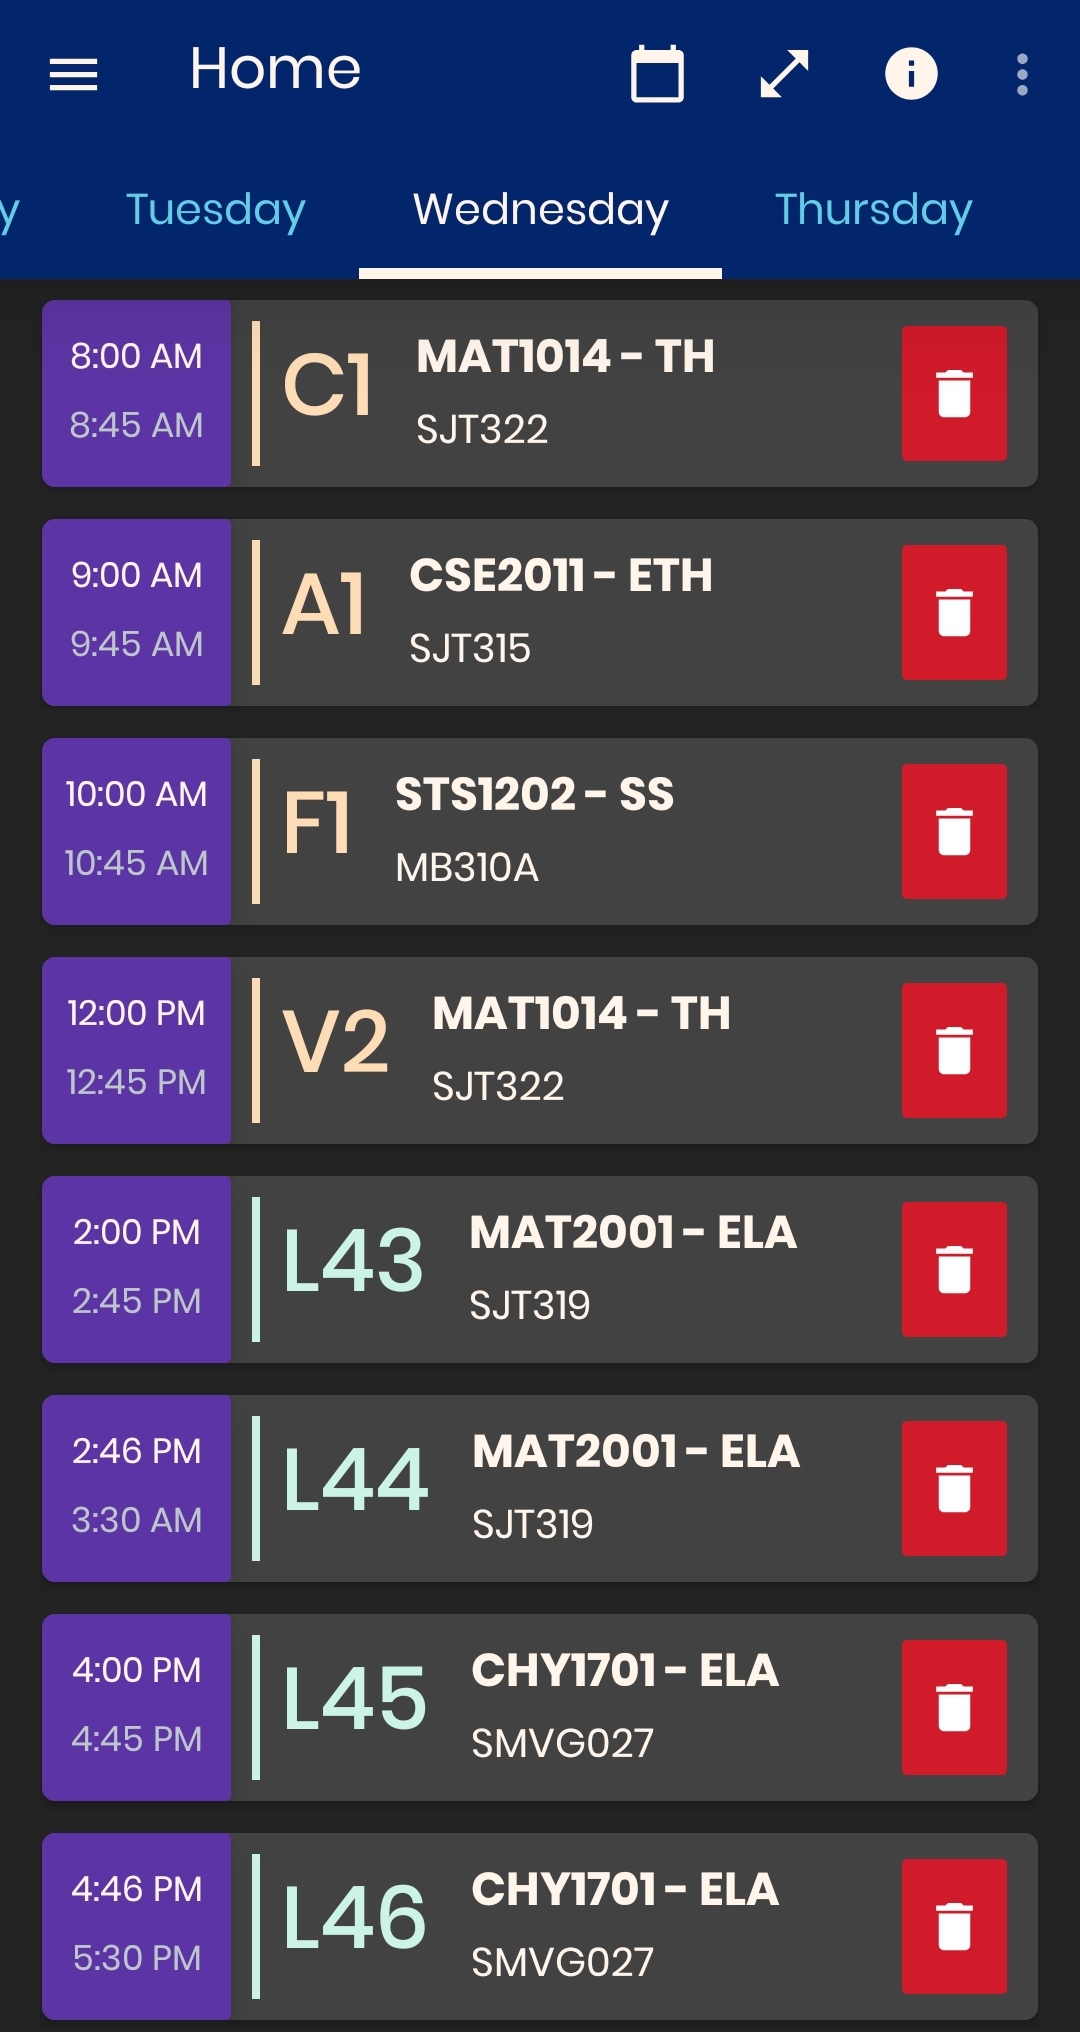 Home
y Tuesday Wednesday Thursday
8:00 AM
8:45 AM
C1
MAT1014 - TH
SJT322
9:00 AM
9:45 AM
A1
CSE2011 - ETH
SJT315
10:00 AM
10:45 AM
F1
STS1202 - SS
MB310A
12:00 PM
12:45 PM
V2
MAT1014 - TH
SJT322
2:00 PM
2:45 PM
L43
MAT2001 - ELA
SJT319
2:46 PM
3:30 AM
L44
MAT2001 - ELA
SJT319
4:00 PM
4:45 PM
L45
CHY1701 - ELA
SMVG027
4:46 PM
5:30 PM
L46
CHY1701 - ELA
SMVG027